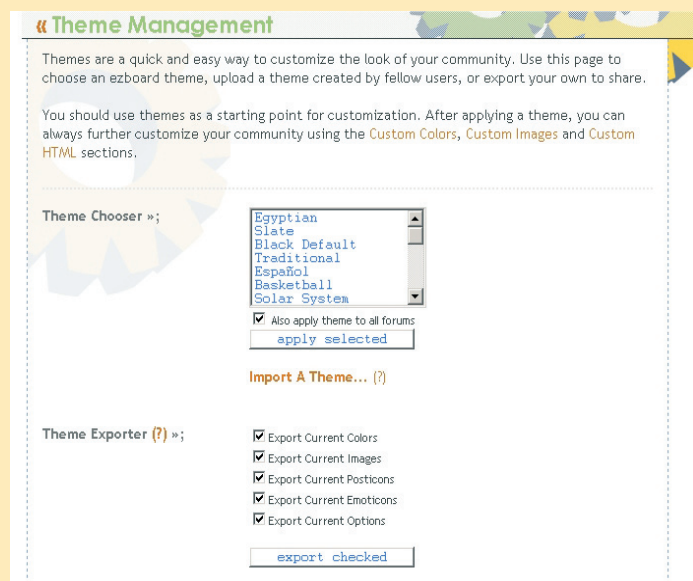 « Theme Management
Themes are a quick and easy way to customize the look of your community. Use this page to
choose an ezboard theme, upload a theme created by fellow users, or export your own to share.
You should use themes as a starting point for customization. After applying a theme, you can
always further customize your community using the Custom Colors, Custom Images and Custom
HTML sections.
Theme Chooser »;
Egyptian
Slate
Black Default
Traditional
Español
Basketball
Solar System
Also apply theme to all forums
apply selected
Import A Theme... (?)
Theme Exporter (?) »;
Export Current Colors
Export Current Images
Export Current Posticons
Export Current Emoticons
Export Current Options
export checked